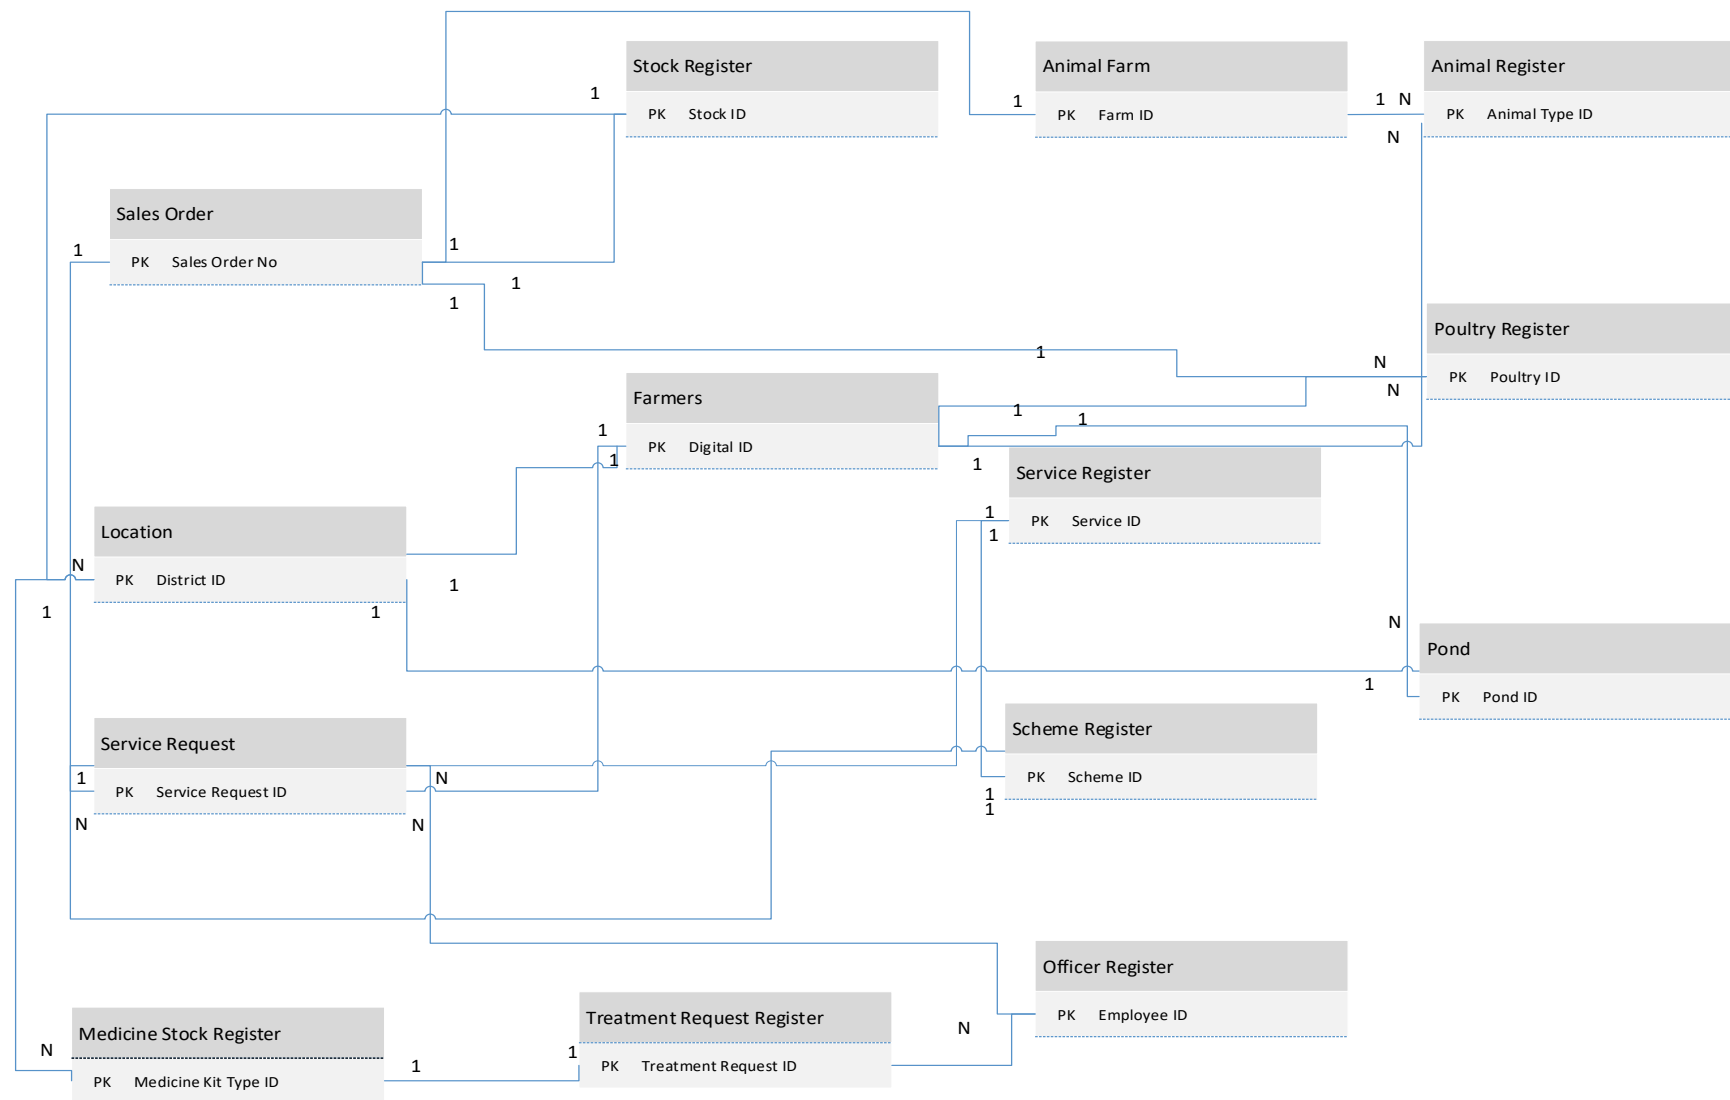 Stock Register
Animal Farm
Animal Register
1
1
1 N
PK Stock ID
PK Farm ID
PK Animal Type ID
N
Sales Order
1
1
PK Sales Order No
1
1
Poultry Register
1
N
PK Poultry ID
N
Farmers
1
1
1
PK Digital ID
1
1
Service Register
1
PK Service ID
1
Location
N
PK District ID
1
1
1
N
Pond
1
PK Pond ID
Service Request
Scheme Register
1
N
PK Service Request ID
PK Scheme ID
1
1
N
N
Officer Register
PK Employee ID
Medicine Stock Register
Treatment Request Register
N
N
1
1
PK Treatment Request ID
PK Medicine Kit Type ID